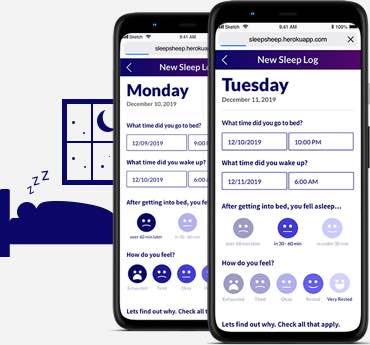 zzz
Sketch
9:41 AM
sleepsheep.herokuapp.com
New Sleep Log
Monday
December 10, 2019
What time did you go to bed?
12/09/2019
9:00
What time did you wake up?
12/10/2019
6:00
After getting into bed, you fell
over 60 min later
in 30 - 60 min
How do you feel?
Exhausted
Tired
Okay
Lets find out why. Check all
Sketch
9:41 AM
100%
sleepsheep.herokuapp.com
New Sleep Log
Tuesday
December 11, 2019
What time did you go to bed?
12/10/2019
10:00 PM
What time did you wake up?
12/11/2019
6:00 AM
After getting into bed, you fell asleep...
over 60 min later
in 30 - 60 min
in under 30 min
How do you feel?
Exhausted
Tired
Okay
Rested
Very Rested
Lets find out why. Check all that apply.